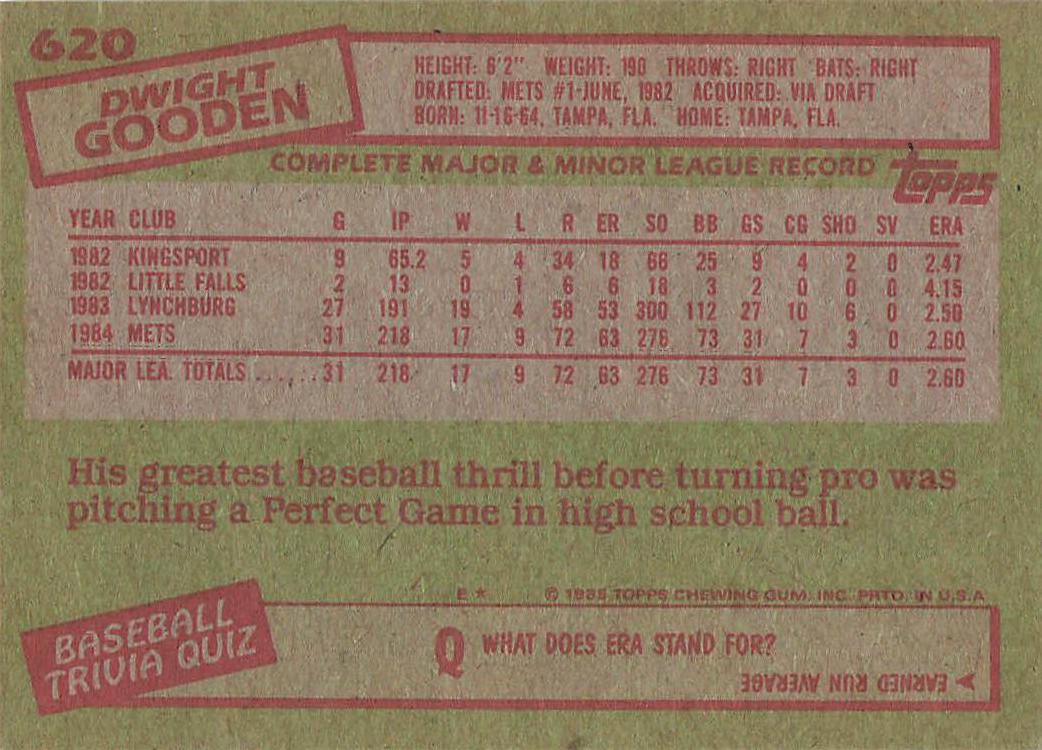 620
DWIGHT
GOODEN
HEIGHT: 6'2" WEIGHT: 190 THROWS: RIGHT BATS: RIGHT
DRAFTED: METS #1-JUNE, 1982 ACQUIRED: VIA DRAFT
BORN: 11-16-64, TAMPA, FLA. HOME: TAMPA, FLA.
COMPLETE MAJOR & MINOR LEAGUE RECORD topps
YEAR CLUB G IP W L R ER SO BB GS CG SHO SV ERA
1982 KINGSPORT 9 65.2 5 4 34 18 66 25 9 4 2 0 2.47
1982 LITTLE FALLS 2 13 0 1 6 6 18 3 2 0 0 0 4.15
1983 LYNCHBURG 27 191 19 4 58 53 300 112 27 10 6 0 2.50
1984 METS 31 218 17 9 72 63 276 73 31 7 3 0 2.60
MAJOR LEA. TOTALS ...... 31 218 17 9 72 63 276 73 31 7 3 0 2.60
His greatest baseball thrill before turning pro was
pitching a Perfect Game in high school ball.
E * © 1985 TOPPS CHEWING GUM, INC. PRTD. IN U.S.A
BASEBALL
TRIVIA QUIZ
Q WHAT DOES ERA STAND FOR?
EARNED RUN AVERAGE